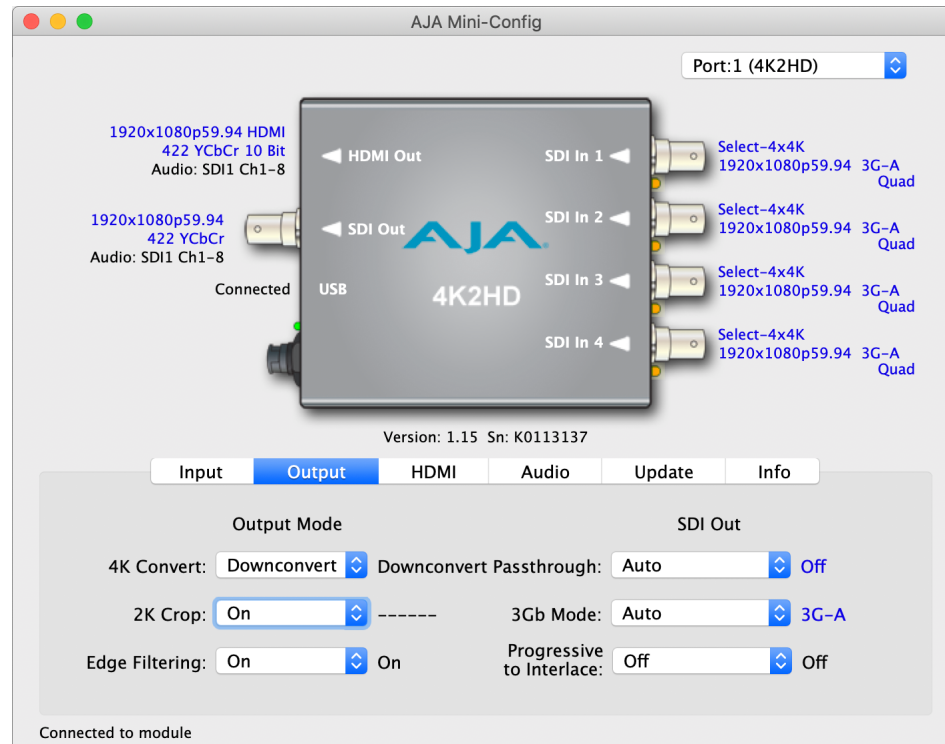 AJA Mini-Config
Port:1 (4K2HD)
1920x1080p59.94 HDMI
422 YCbCr 10 Bit
Audio: SDI1 Ch1-8
1920x1080p59.94
422 YCbCr
Audio: SDI1 Ch1-8
Connected
HDMI Out
SDI Out
USB
AJA
4K2HD
SDI In 1
SDI In 2
SDI In 3
SDI In 4
Select-4x4K
1920x1080p59.94 3G-A
Quad
Select-4x4K
1920x1080p59.94 3G-A
Quad
Select-4x4K
1920x1080p59.94 3G-A
Quad
Select-4x4K
1920x1080p59.94 3G-A
Quad
Version: 1.15 Sn: K0113137
Input Output HDMI Audio Update Info
Output Mode
4K Convert: Downconvert
2K Crop: On ------
Edge Filtering: On On
SDI Out
Downconvert Passthrough: Auto Off
3Gb Mode: Auto 3G-A
Progressive
to Interlace: Off Off
Connected to module